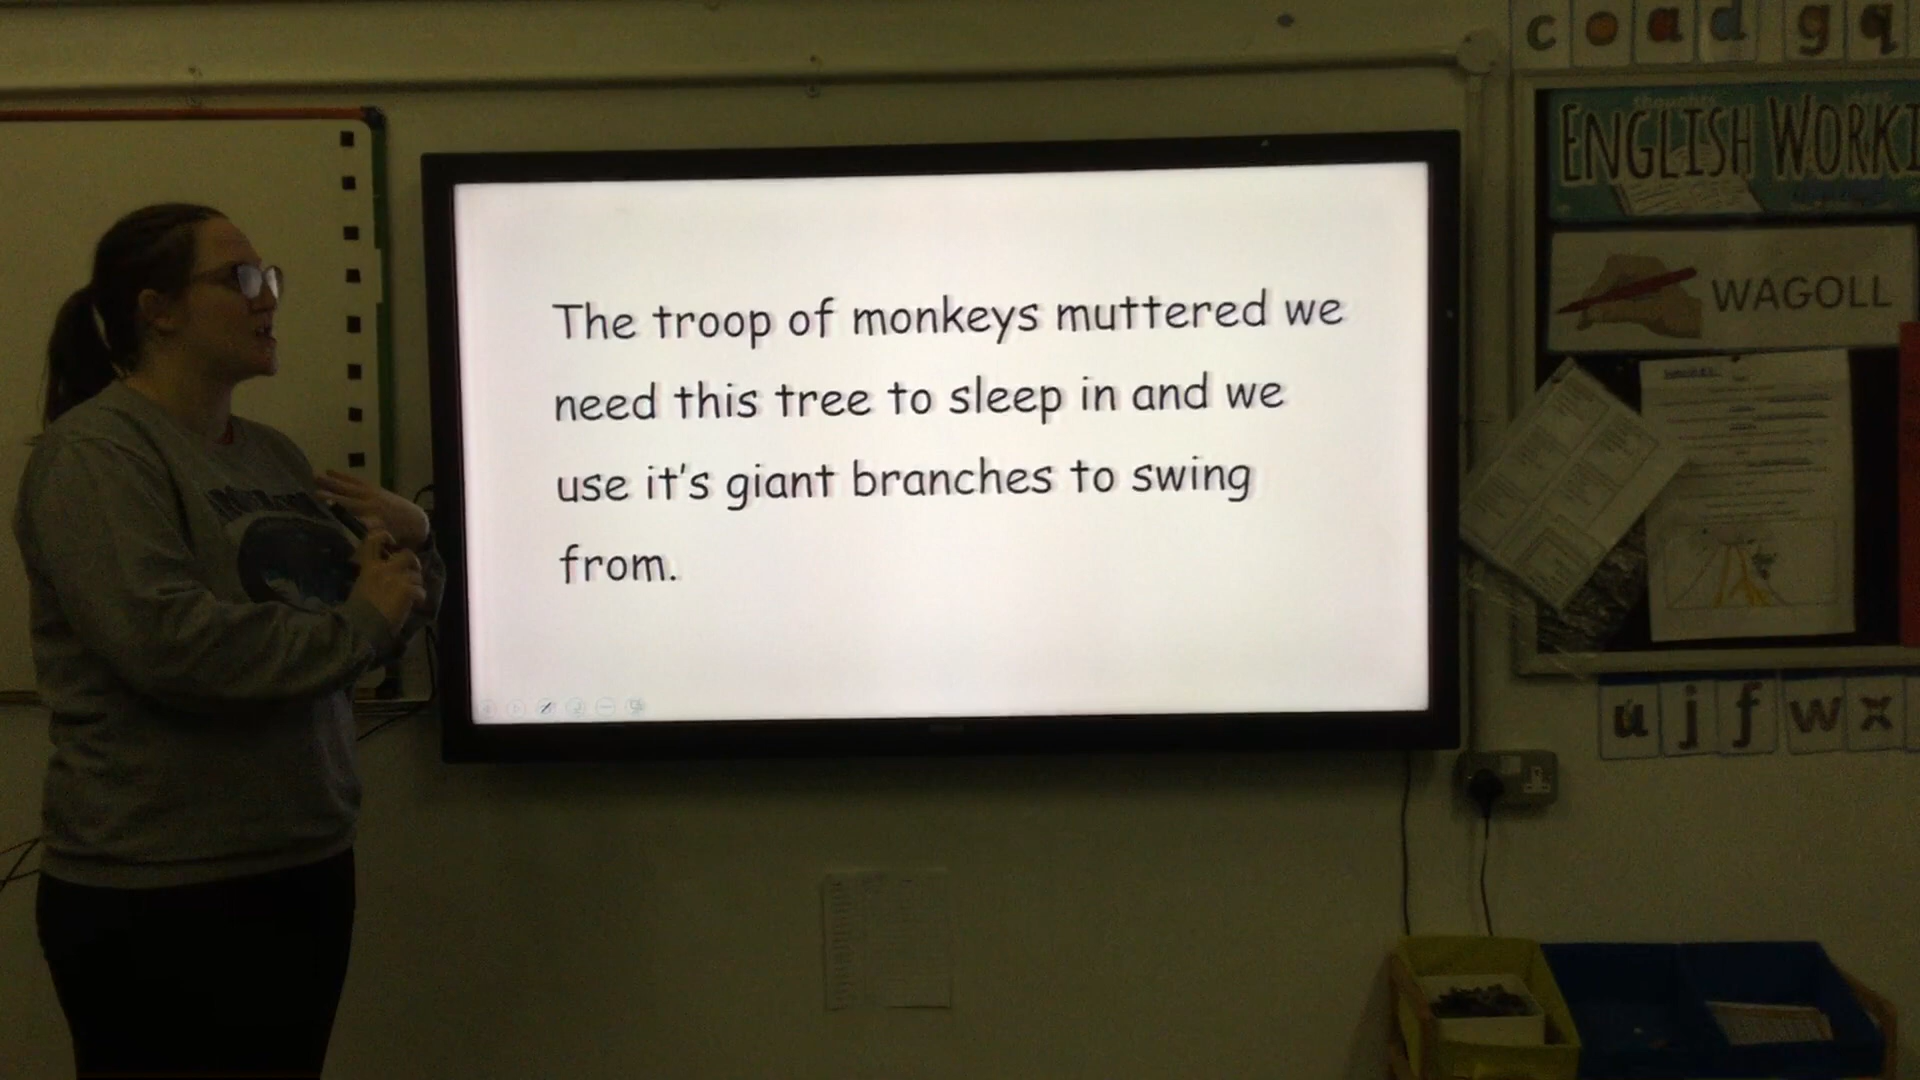 c o a d g q
ENGLISH WORKI
WAGOLL
The troop of monkeys muttered we
need this tree to sleep in and we
use it's giant branches to swing
from.
u j f w x